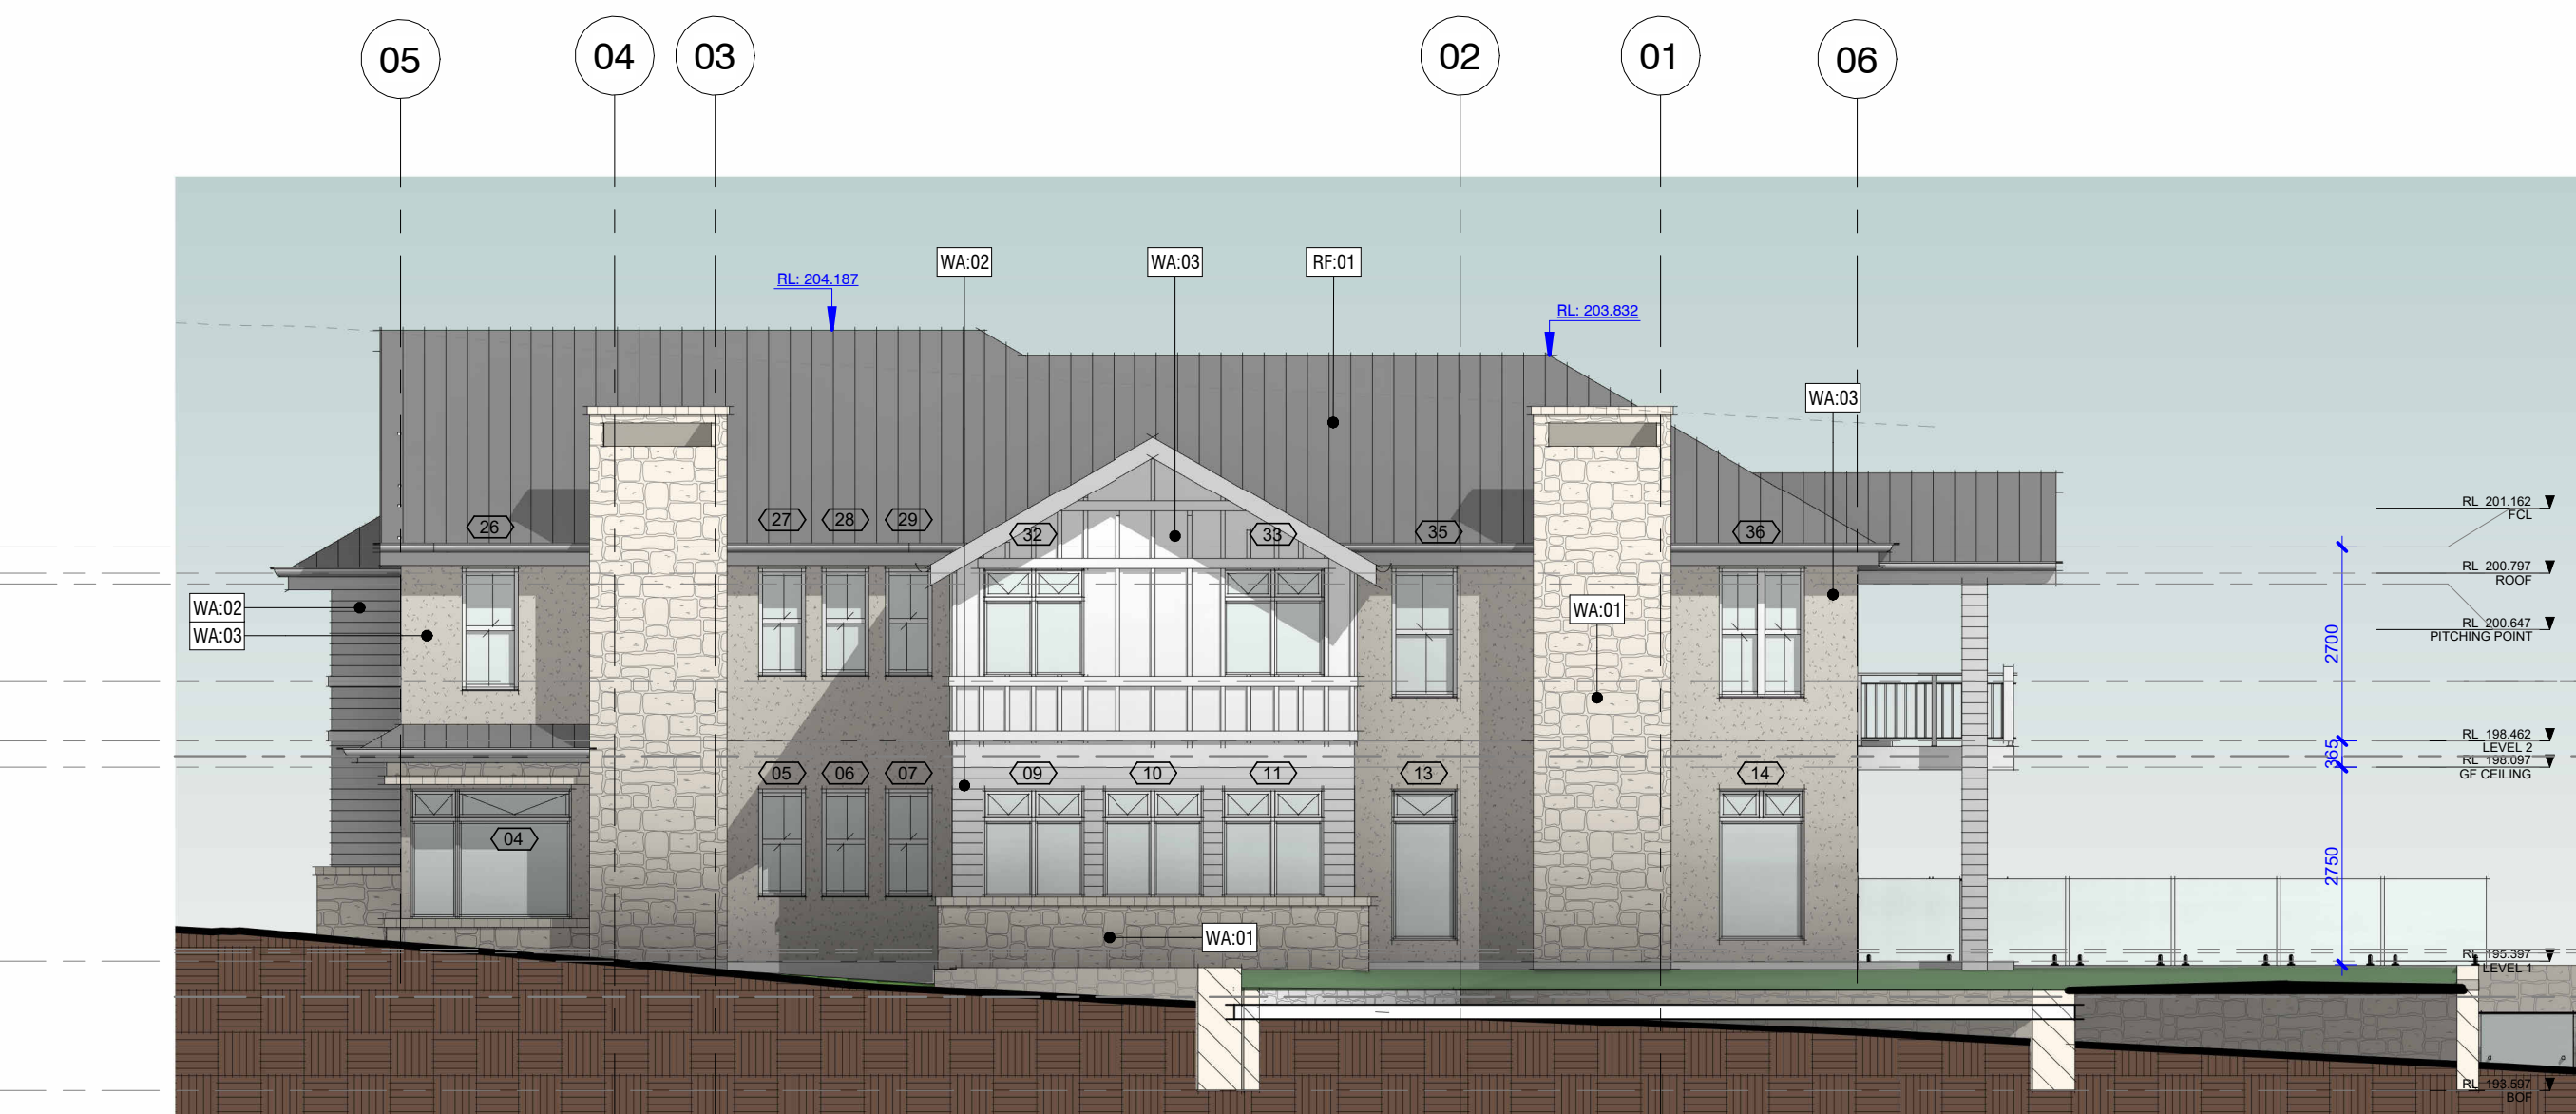 05
04
03
02
01
06
WA:02
WA:03
RF:01
RL: 204.187
RL: 203.832
WA:03
RL 201.162
FCL
26
27
28
29
32
33
35
36
RL 200.797
ROOF
WA:02
WA:03
WA:01
RL 200.647
PITCHING POINT
2700
RL 198.462
LEVEL 2
365
RL 198.097
GF CEILING
05
06
07
09
10
11
13
14
04
2750
WA:01
RL 195.397
LEVEL 1
RL 193.597
BOF